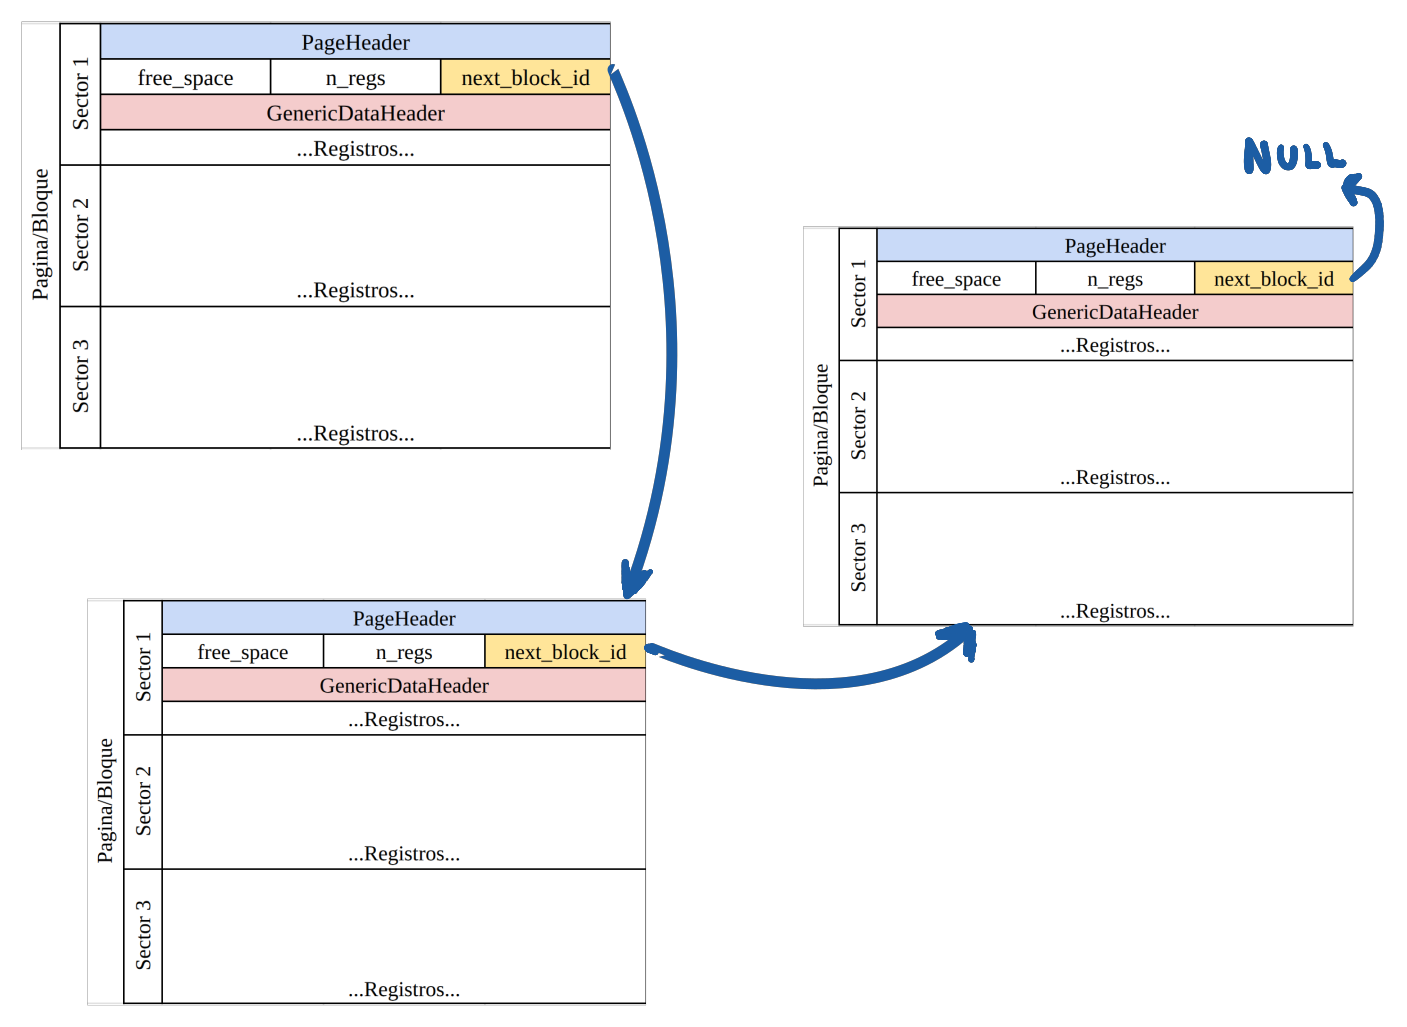 Pagina/Bloque
Sector 1
PageHeader
free_space n_regs next_block_id
GenericDataHeader
...Registros...
Sector 2
...Registros...
Sector 3
...Registros...
NULL
Pagina/Bloque
Sector 1
PageHeader
free_space n_regs next_block_id
GenericDataHeader
...Registros...
Sector 2
...Registros...
Sector 3
...Registros...
Pagina/Bloque
Sector 1
PageHeader
free_space n_regs next_block_id
GenericDataHeader
...Registros...
Sector 2
...Registros...
Sector 3
...Registros...